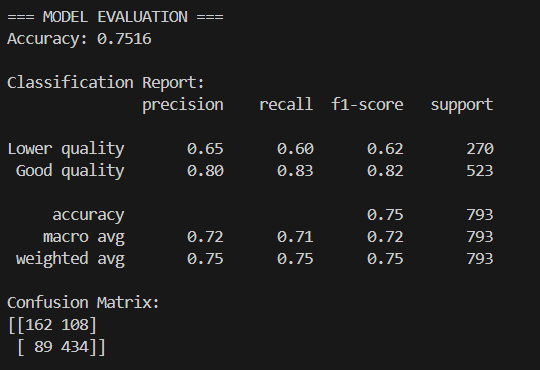 === MODEL EVALUATION ===
Accuracy: 0.7516
Classification Report:
precision recall f1-score support
Lower quality 0.65 0.60 0.62 270
Good quality 0.80 0.83 0.82 523
accuracy 0.75 793
macro avg 0.72 0.71 0.72 793
weighted avg 0.75 0.75 0.75 793
Confusion Matrix:
[[162 108]
[ 89 434]]